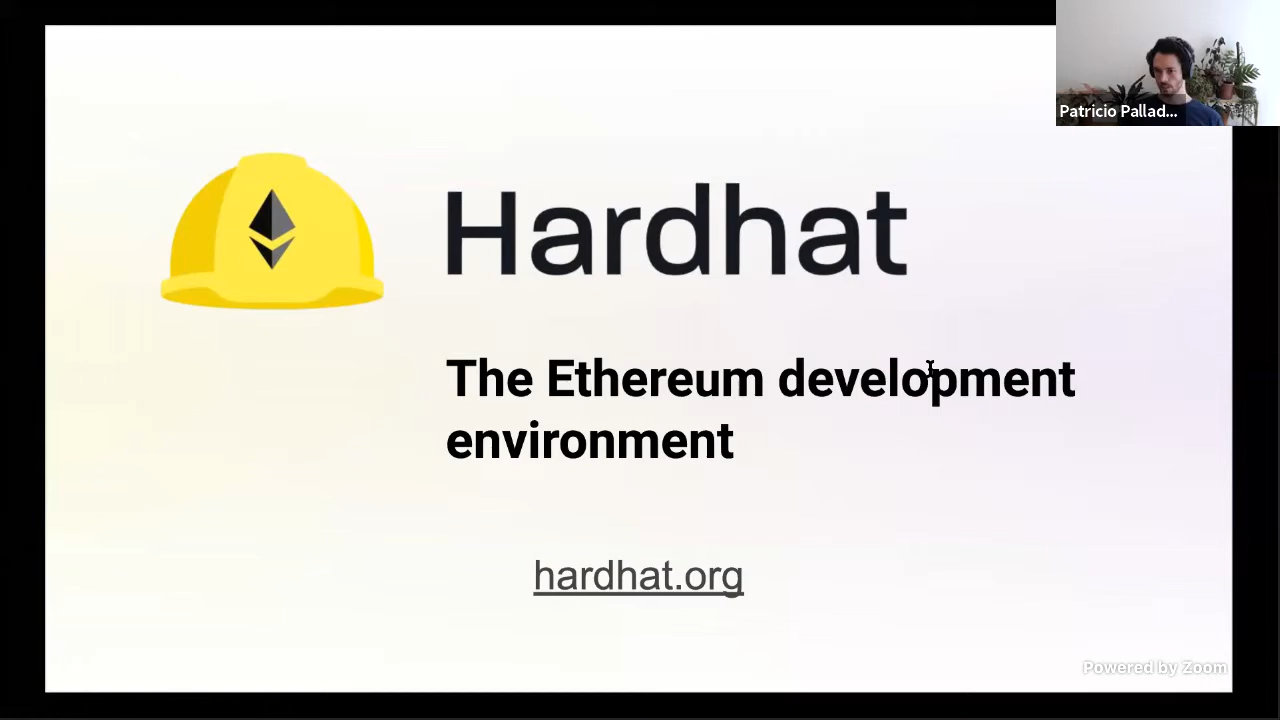 Patricio Pallad...
Hardhat
The Ethereum development
environment
hardhat.org
Powered by Zoom